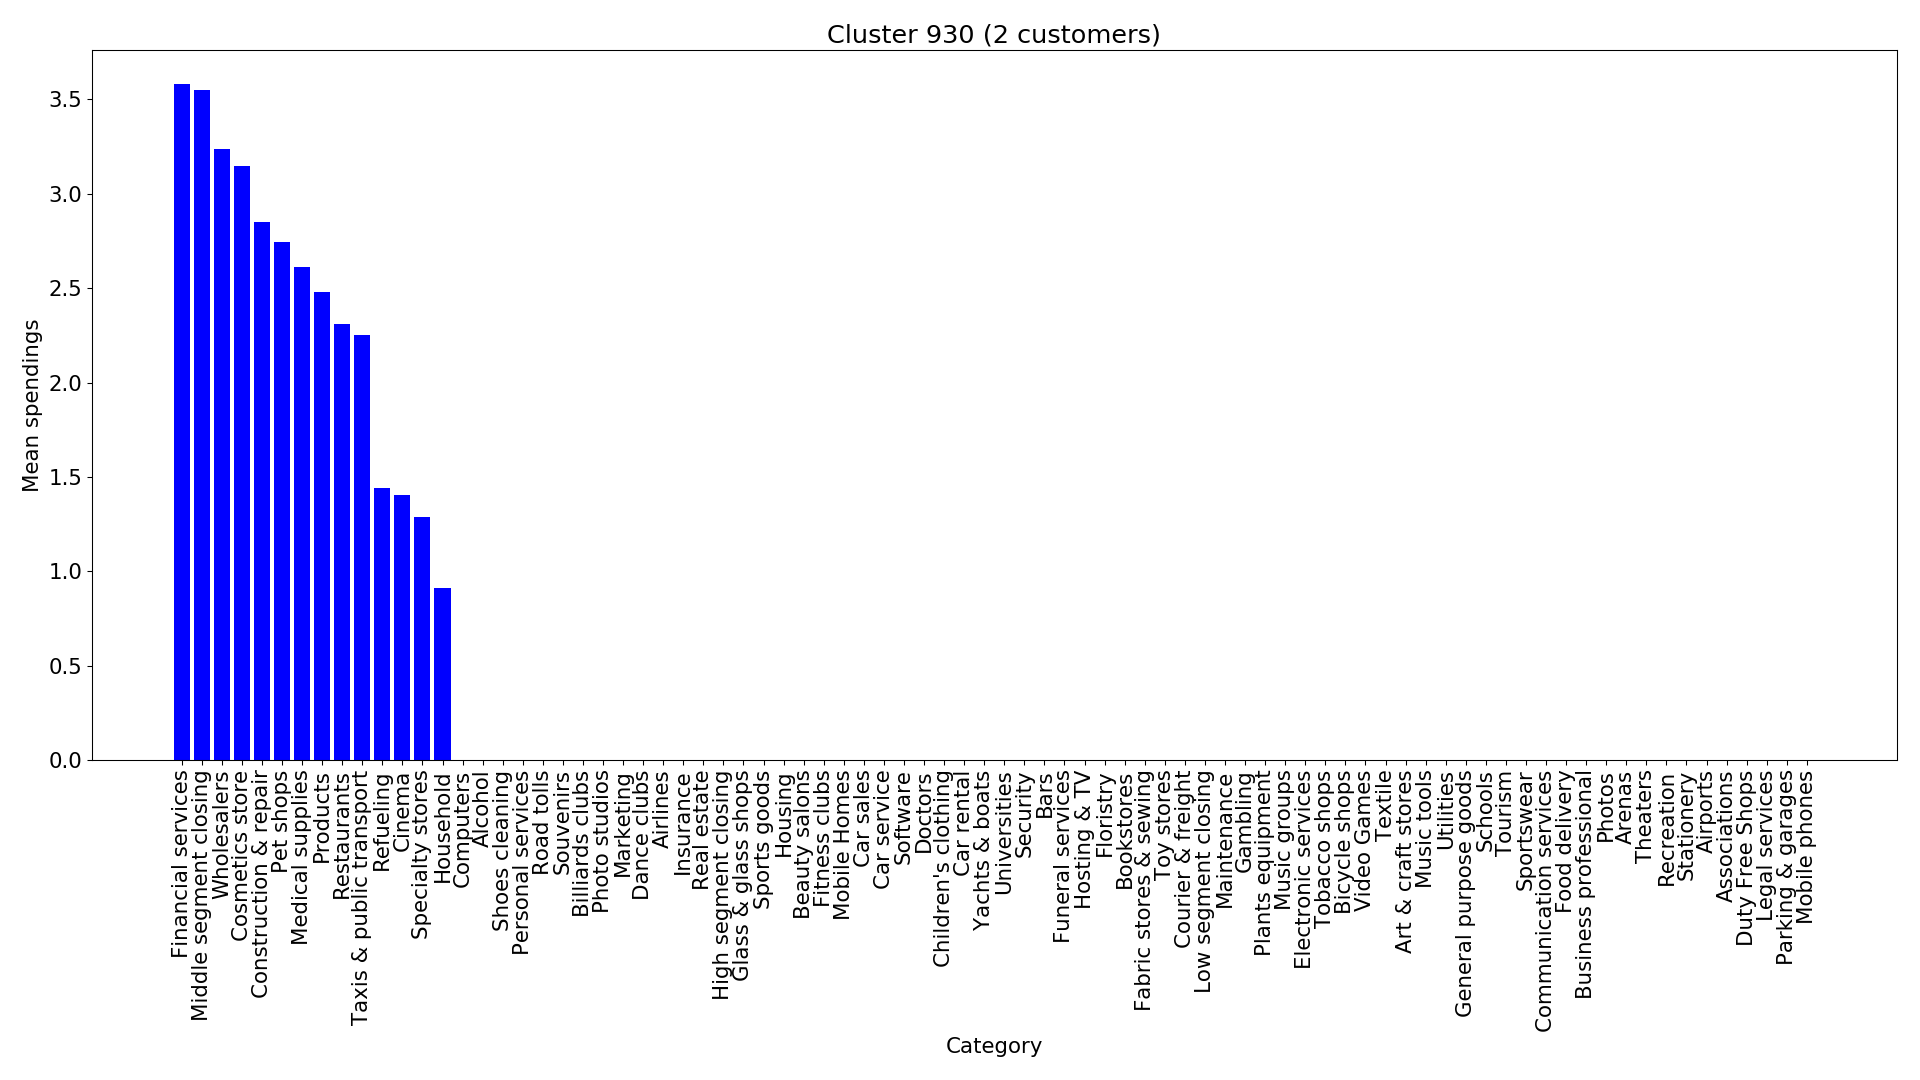 Cluster 930 (2 customers)
Mean spendings
3.5
3.0
2.5
2.0
1.5
1.0
0.5
0.0
Financial services
Middle segment closing
Wholesalers
Cosmetics store
Construction & repair
Pet shops
Medical supplies
Products
Restaurants
Taxis & public transport
Refueling
Cinema
Specialty stores
Household
Computers
Alcohol
Shoes cleaning
Personal services
Road tolls
Souvenirs
Billiards clubs
Photo studios
Marketing
Dance clubs
Airlines
Insurance
Real estate
High segment closing
Glass & glass shops
Sports goods
Housing
Beauty salons
Fitness clubs
Mobile Homes
Car sales
Car service
Software
Doctors
Children's clothing
Car rental
Yachts & boats
Universities
Security
Bars
Funeral services
Hosting & TV
Floristry
Bookstores
Fabric stores & sewing
Toy stores
Courier & freight
Low segment closing
Maintenance
Gambling
Plants equipment
Music groups
Electronic services
Tobacco shops
Bicycle shops
Video Games
Textile
Art & craft stores
Music tools
Utilities
General purpose goods
Schools
Tourism
Sportswear
Communication services
Food delivery
Business professional
Photos
Arenas
Theaters
Recreation
Stationery
Airports
Associations
Duty Free Shops
Legal services
Parking & garages
Mobile phones
Category